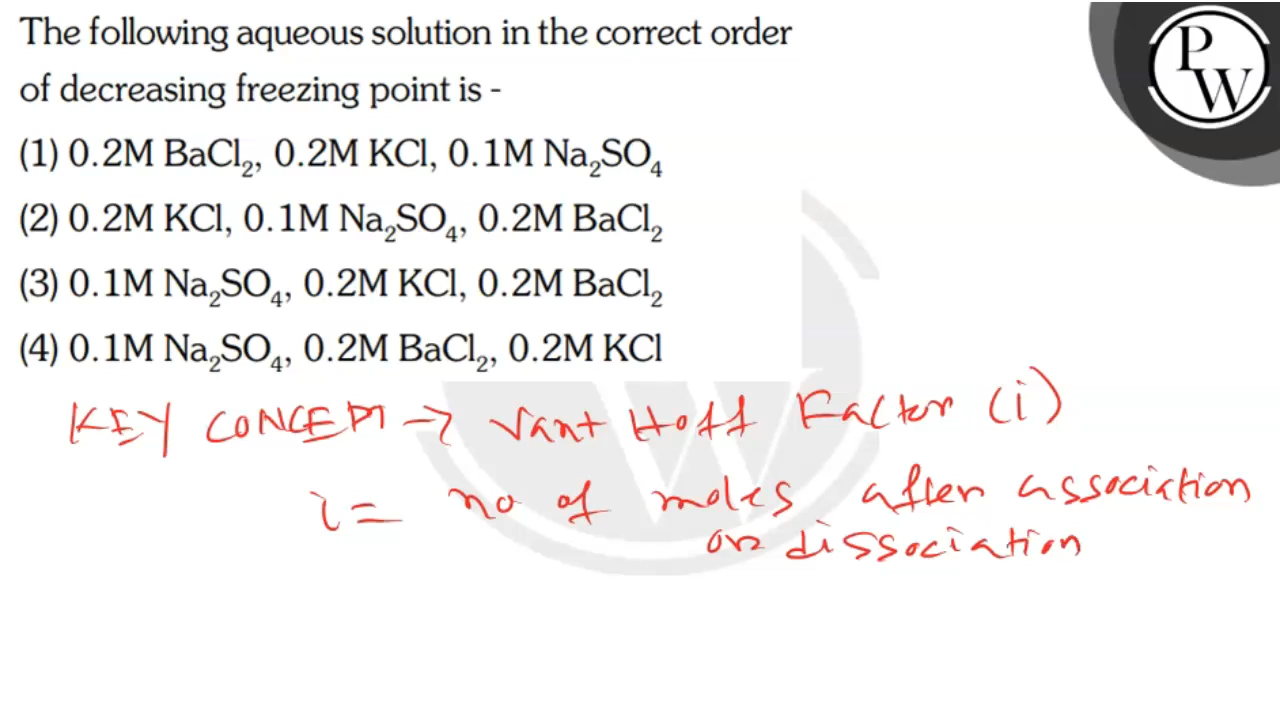 The following aqueous solution in the correct order
of decreasing freezing point is -
(1) 0.2M BaCl₂, 0.2M KCl, 0.1M Na₂SO₄
(2) 0.2M KCl, 0.1M Na₂SO₄, 0.2M BaCl₂
(3) 0.1M Na₂SO₄, 0.2M KCl, 0.2M BaCl₂
(4) 0.1M Na₂SO₄, 0.2M BaCl₂, 0.2M KCl
KEY CONCEPT → Vant Hoff Factor (i)
i = no of moles after association
or dissociation
P
W